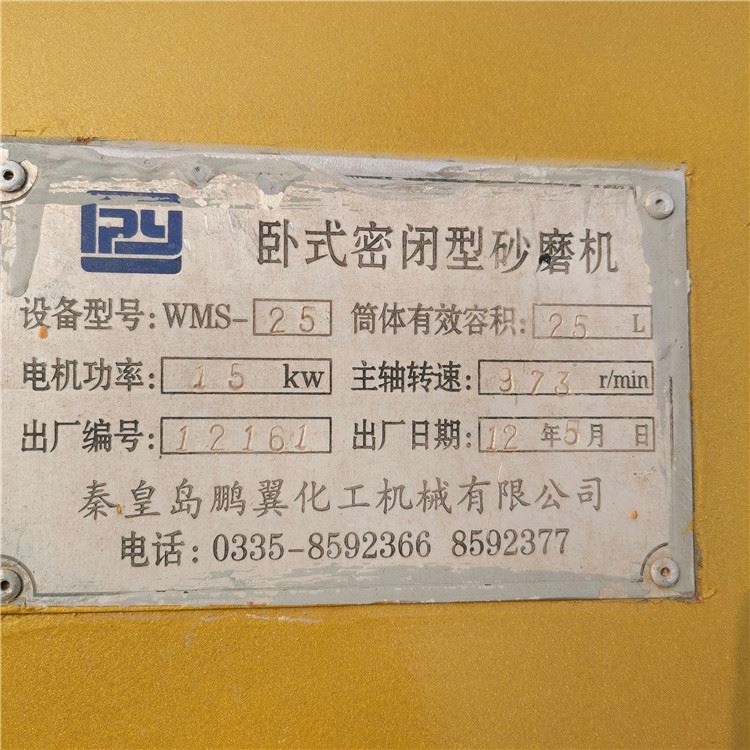 PY 卧式密闭型砂磨机
设备型号:WMS-25 筒体有效容积:25 L
电机功率:15 kw 主轴转速:973 r/min
出厂编号:12161 出厂日期:12年5月 日
秦皇岛鹏翼化工机械有限公司
电话:0335-8592366 8592377